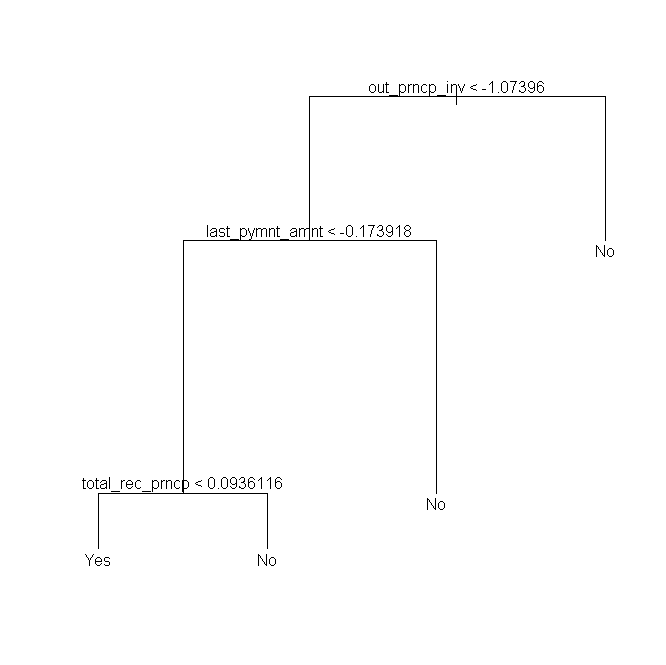 out_prncp_inv < -1.07396
last_pymnt_amnt < -0.173918
No
total_rec_prncp < 0.0936116
No
Yes
No